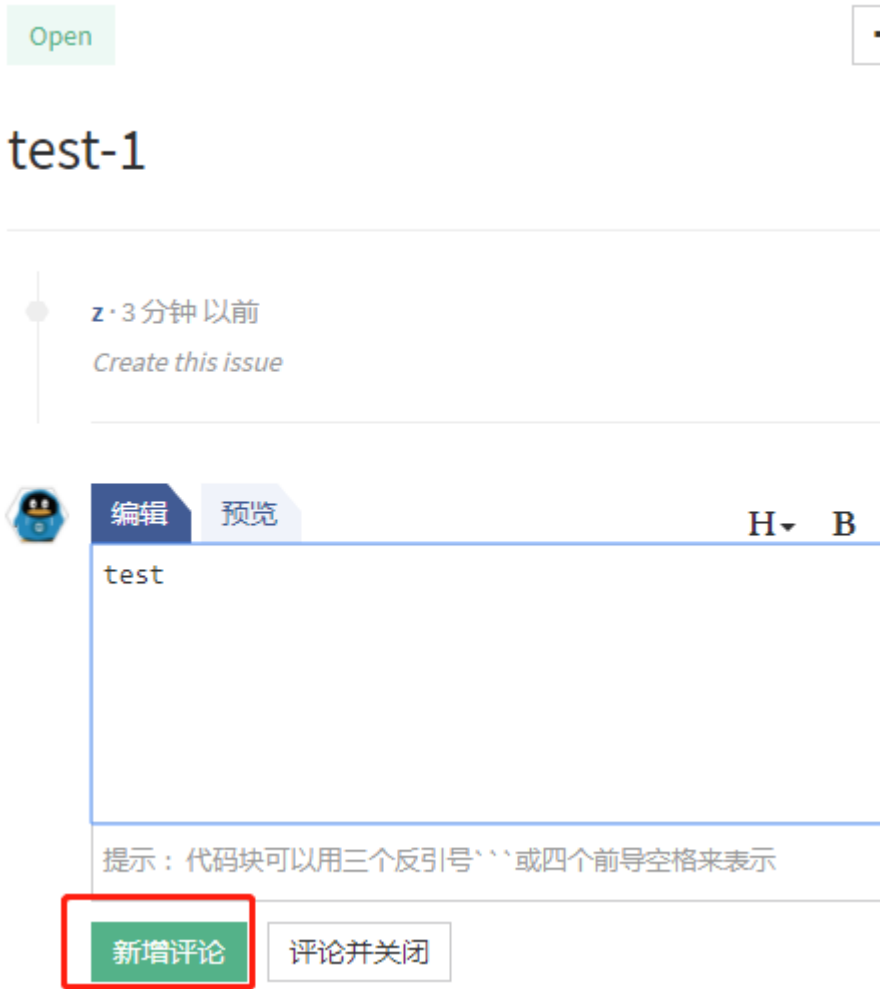 Open
test-1
z · 3 分钟 以前
Create this issue
编辑 预览 H B
test
提示： 代码块可以用三个反引号```或四个前导空格来表示
新增评论 评论并关闭